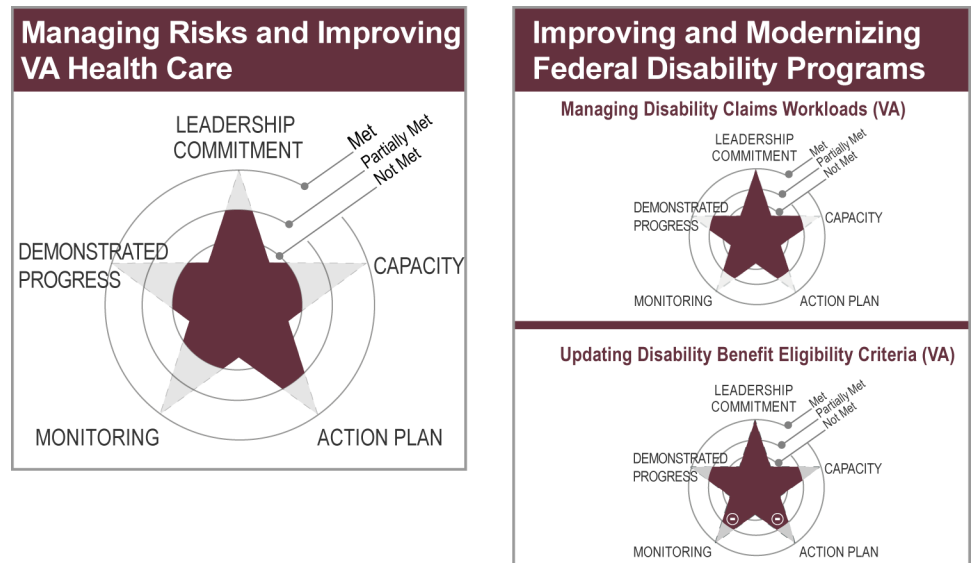 Managing Risks and Improving
VA Health Care
LEADERSHIP
COMMITMENT
Met
Partially Met
Not Met
DEMONSTRATED
PROGRESS
CAPACITY
MONITORING
ACTION PLAN
Improving and Modernizing
Federal Disability Programs
Managing Disability Claims Workloads (VA)
LEADERSHIP
COMMITMENT
Met
Partially Met
Not Met
DEMONSTRATED
PROGRESS
CAPACITY
MONITORING
ACTION PLAN
Updating Disability Benefit Eligibility Criteria (VA)
LEADERSHIP
COMMITMENT
Met
Partially Met
Not Met
DEMONSTRATED
PROGRESS
CAPACITY
MONITORING
ACTION PLAN